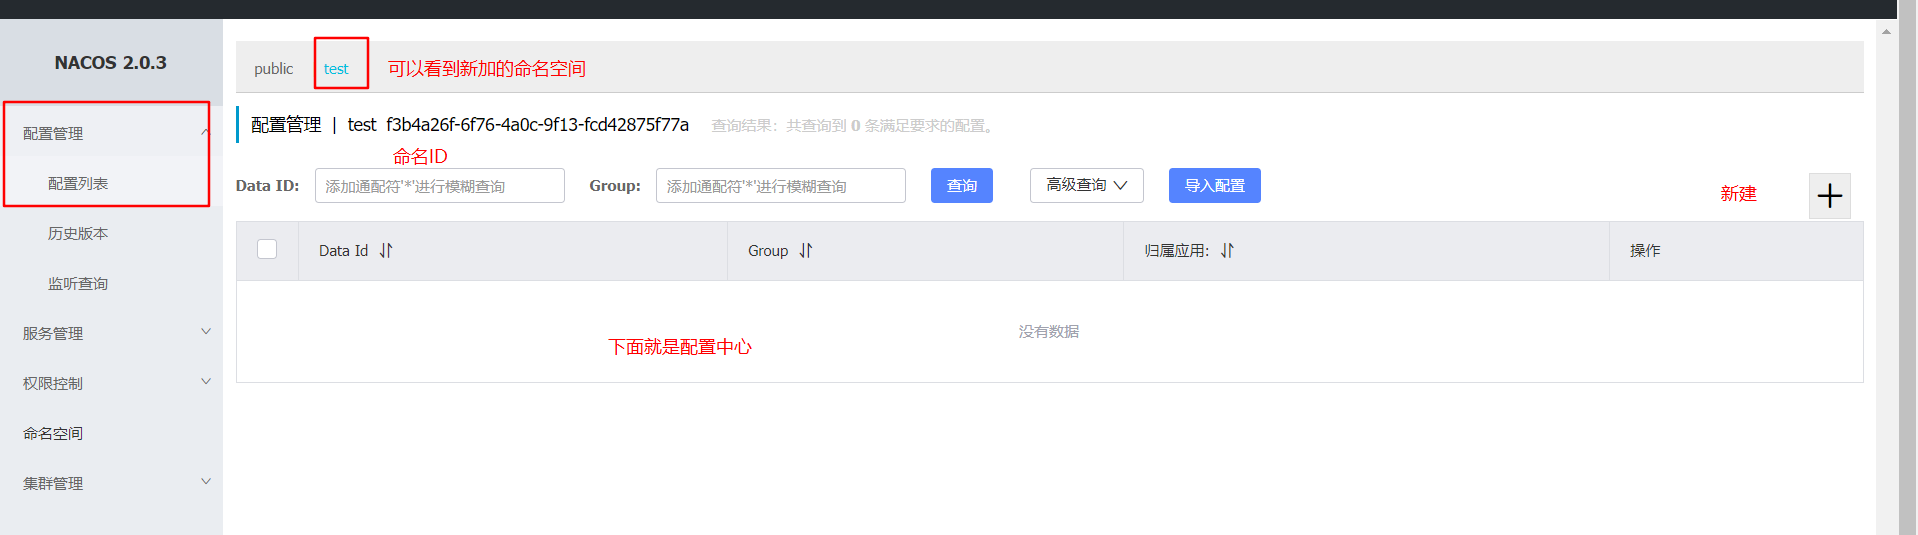 NACOS 2.0.3
配置管理
配置列表
历史版本
监听查询
服务管理
权限控制
命名空间
集群管理
public test 可以看到新加的命名空间
配置管理 | test f3b4a26f-6f76-4a0c-9f13-fcd42875f77a 查询结果：共查询到 0 条满足要求的配置。
命名ID
Data ID: 添加通配符'*'进行模糊查询 Group: 添加通配符'*'进行模糊查询 查询 高级查询 导入配置 新建
Data Id Group 归属应用: 操作
没有数据
下面就是配置中心